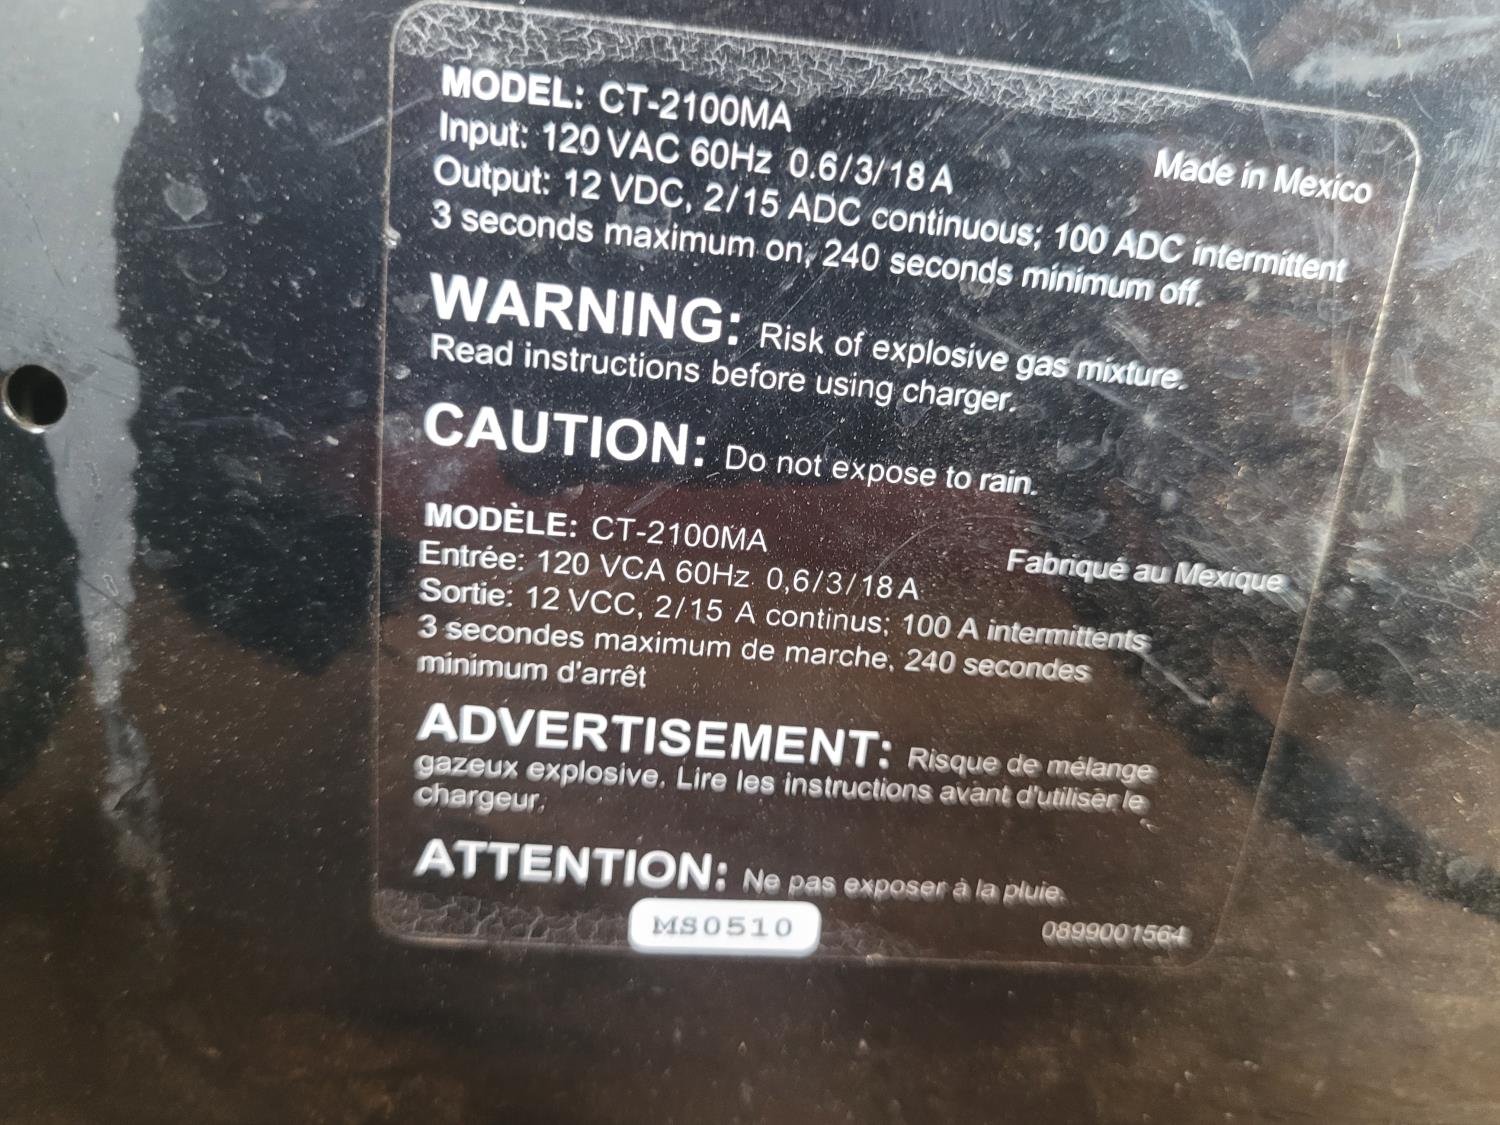 MODEL: CT-2100MA
Input: 120 VAC 60Hz 0.6/3/18 A
Made in Mexico
Output: 12 VDC, 2/15 ADC continuous; 100 ADC intermittent
3 seconds maximum on, 240 seconds minimum off.
WARNING: Risk of explosive gas mixture.
Read instructions before using charger.
CAUTION: Do not expose to rain.
MODÈLE: CT-2100MA
Entrée: 120 VCA 60Hz 0,6/3/18 A
Fabriqué au Mexique
Sortie: 12 VCC, 2/15 A continus; 100 A intermittents
3 secondes maximum de marche, 240 secondes
minimum d'arrêt
ADVERTISEMENT: Risque de mélange
gazeux explosive. Lire les instructions avant d'utiliser le
chargeur.
ATTENTION: Ne pas exposer à la pluie.
MS0510
0899001564